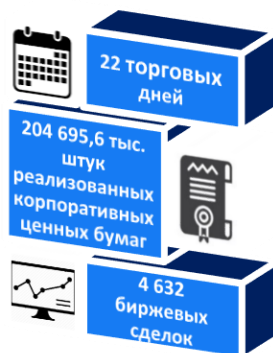 22 торговых
дней
204 695,6 тыс.
штук
реализованных
корпоративных
ценных бумаг
4 632
биржевых
сделок